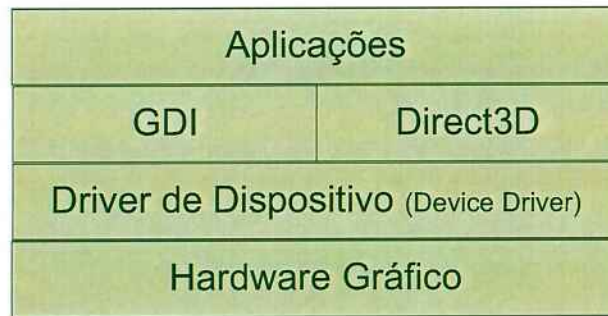 Aplicações
GDI Direct3D
Driver de Dispositivo (Device Driver)
Hardware Gráfico